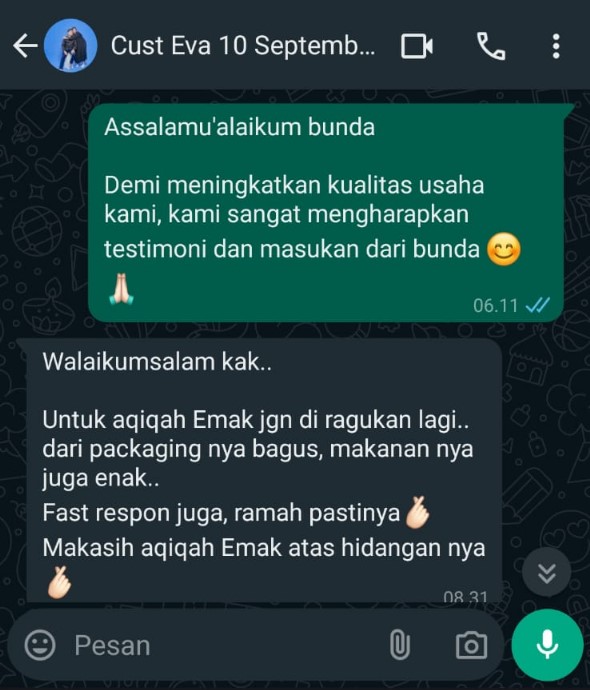 Cust Eva 10 Septemb...
Assalamu'alaikum bunda
Demi meningkatkan kualitas usaha
kami, kami sangat mengharapkan
testimoni dan masukan dari bunda 😊
🙏🏻
06.11
Walaikumsalam kak..
Untuk aqiqah Emak jgn di ragukan lagi..
dari packaging nya bagus, makanan nya
juga enak..
Fast respon juga, ramah pastinya🫰🏻
Makasih aqiqah Emak atas hidangan nya
🫰🏻
08.31
Pesan